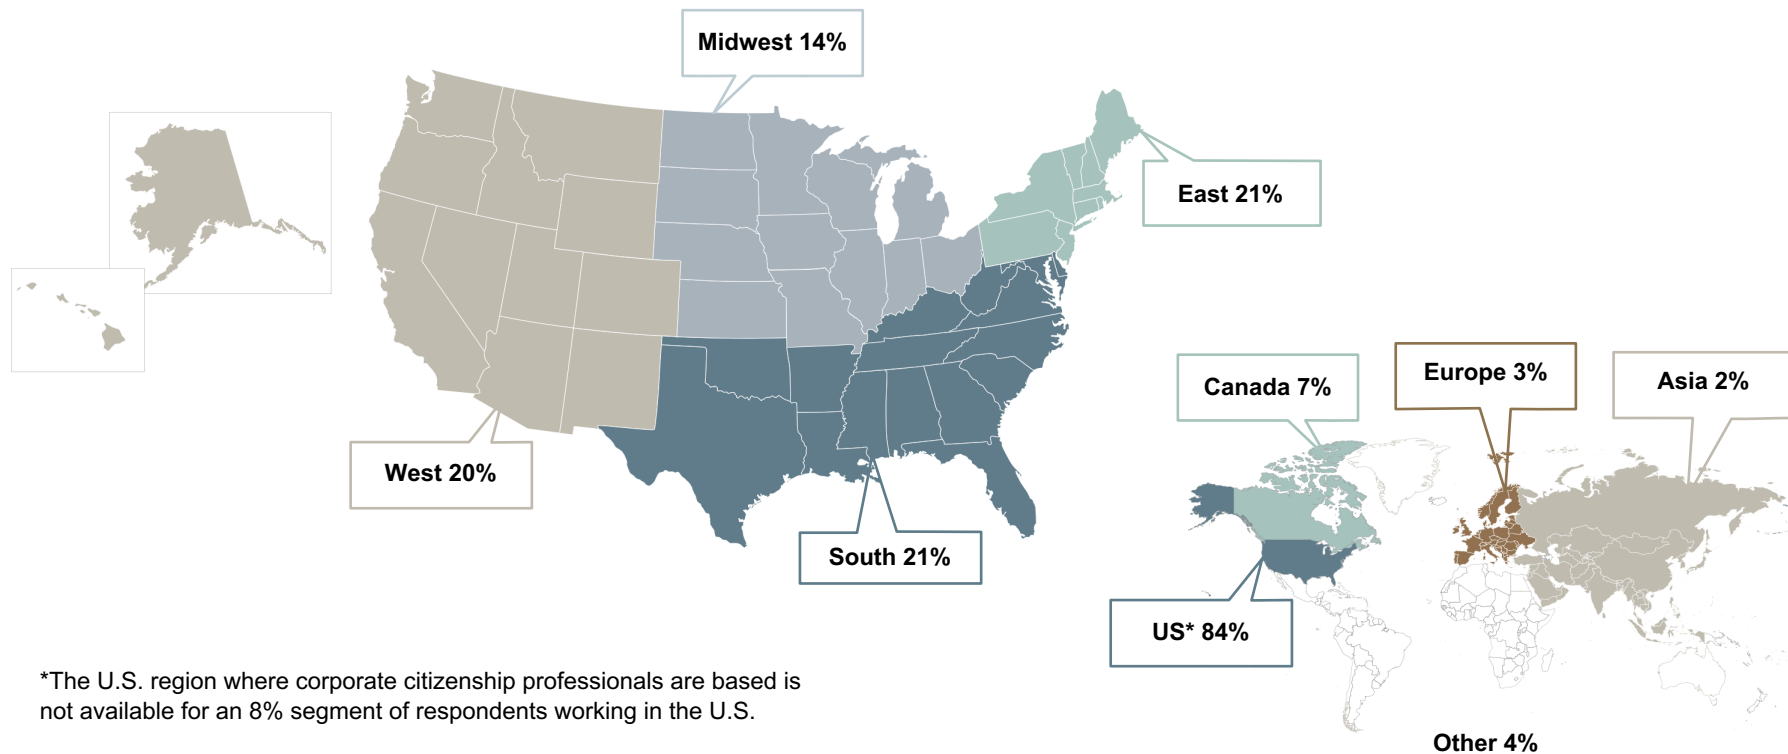 Midwest 14%
East 21%
West 20%
South 21%
Canada 7%
Europe 3%
Asia 2%
US* 84%
Other 4%
*The U.S. region where corporate citizenship professionals are based is
not available for an 8% segment of respondents working in the U.S.